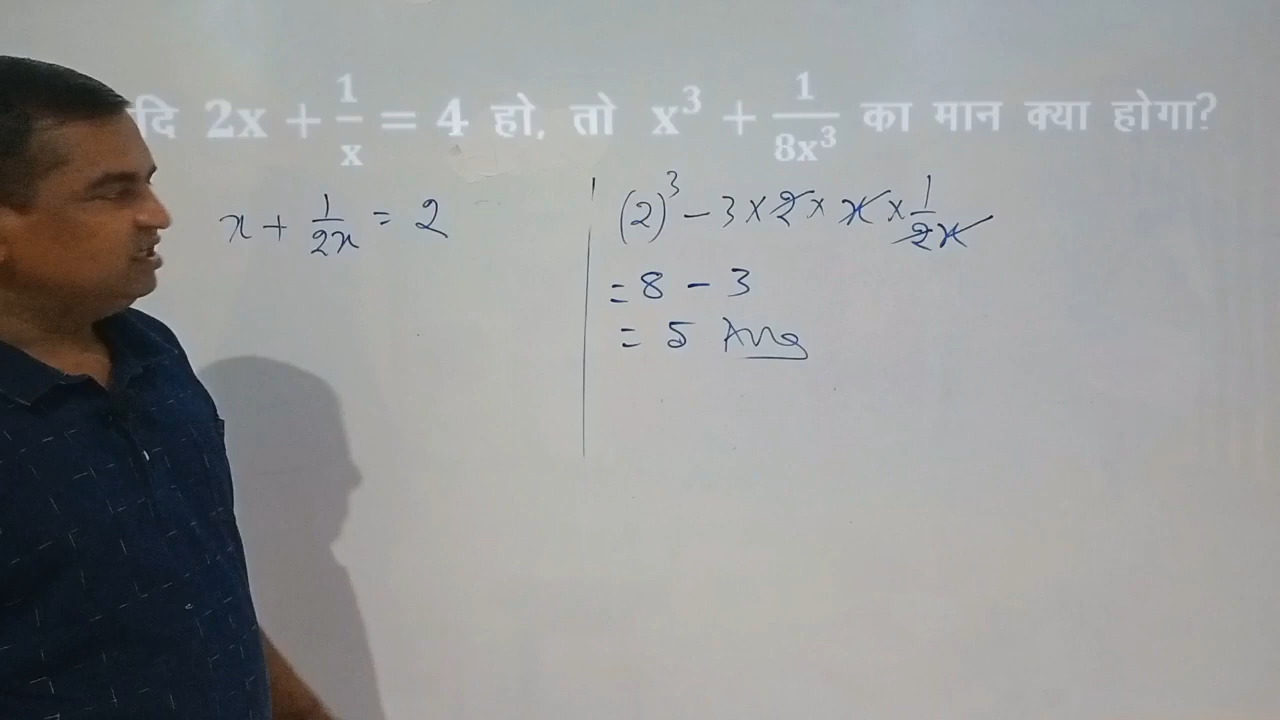 दि 2x + 1/x = 4 हो, तो x³ + 1/8x³ का मान क्या होगा?
x + 1/2x = 2
(2)³ - 3 × 2 × x × 1/2x
= 8 - 3
= 5 Ans